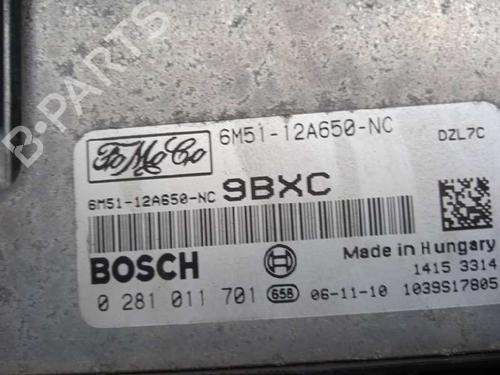 B-PARTS
FoMoCo
6M51-12A650-NC
DZL7C
6M51-12A650-NC 9BXC
BOSCH
Made in Hungary
1415 3314
0 281 011 701 658 06-11-10 1039S17805